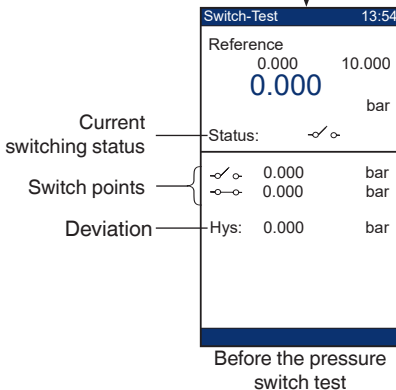 Switch-Test 13:54
Reference
0.000 10.000
0.000
bar
Current
switching status
Status:
Switch points
0.000 bar
0.000 bar
Deviation
Hys: 0.000 bar
Before the pressure
switch test